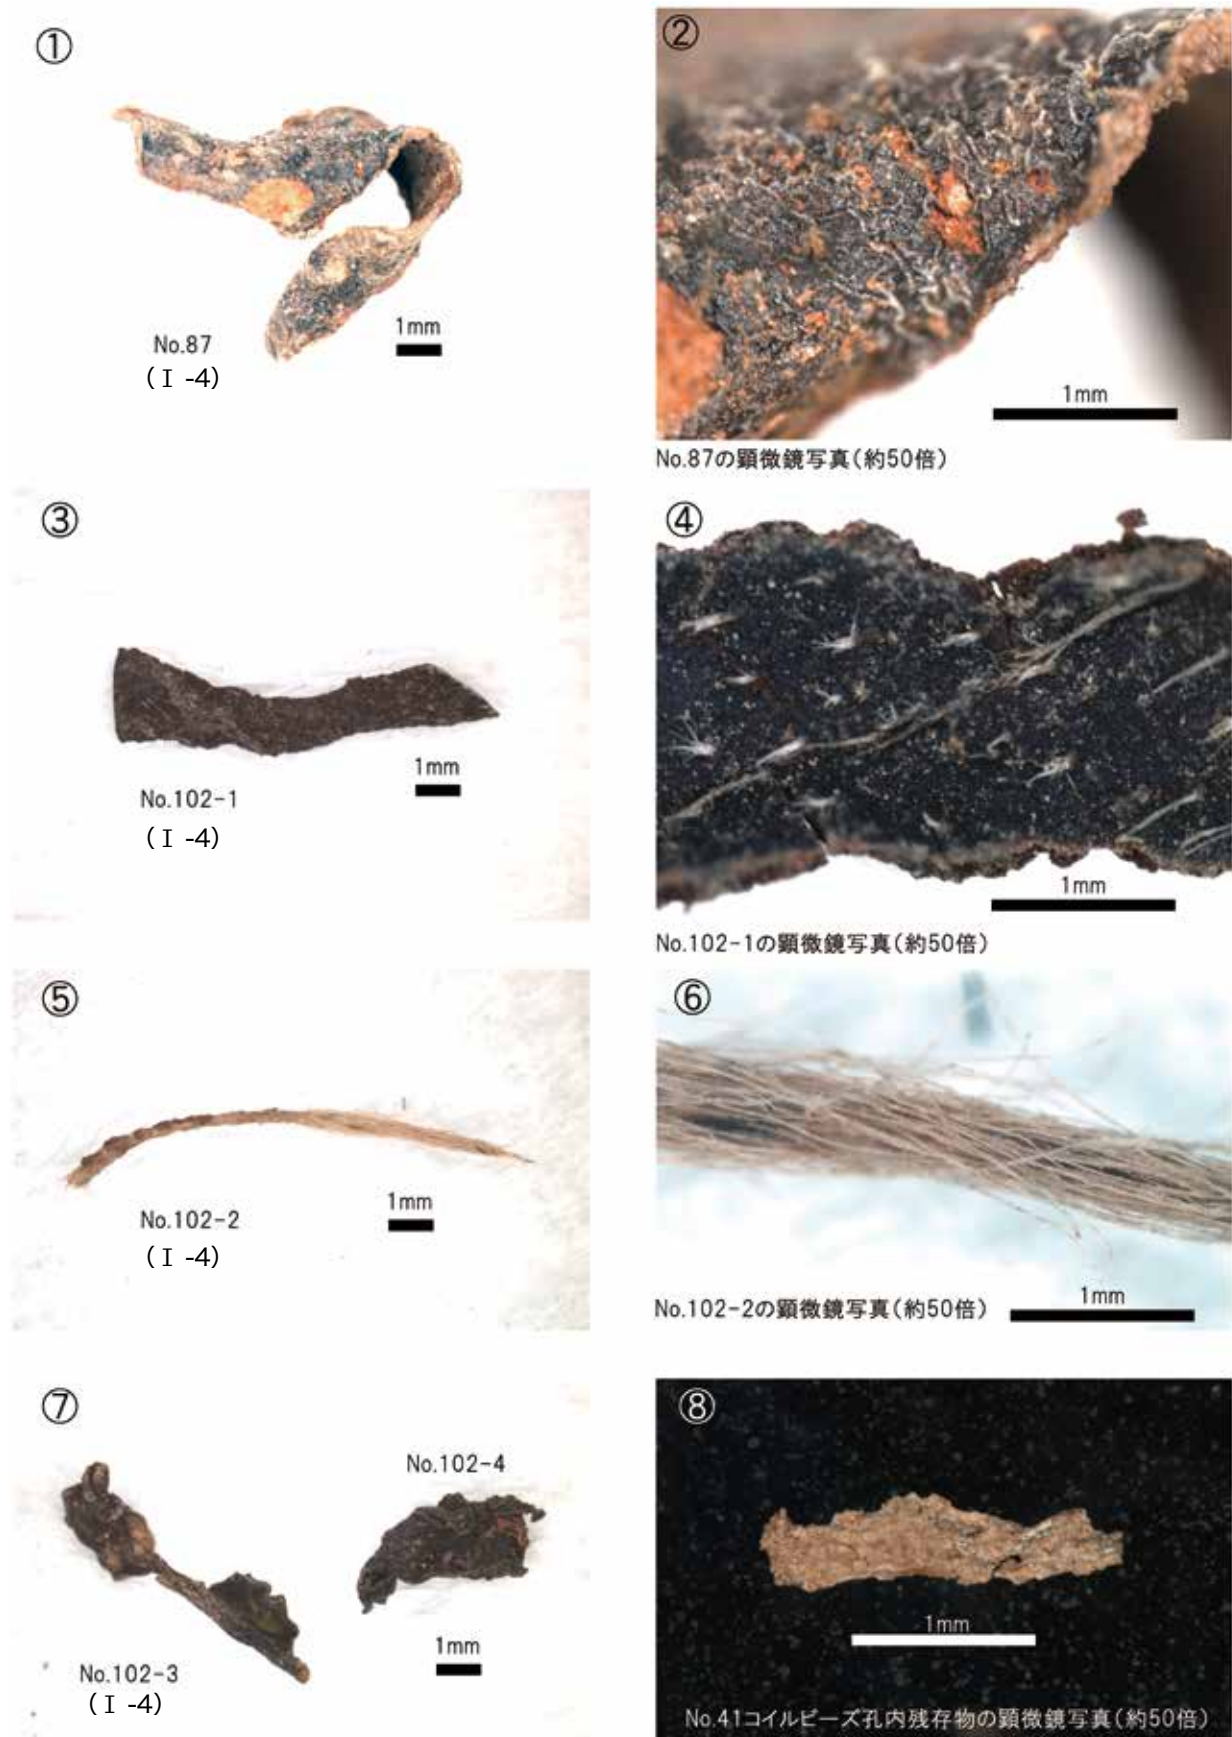 ①
1mm
No.87
(Ⅰ-4)
②
1mm
No.87の顕微鏡写真(約50倍)
③
1mm
No.102-1
(Ⅰ-4)
④
1mm
No.102-1の顕微鏡写真(約50倍)
⑤
1mm
No.102-2
(Ⅰ-4)
⑥
1mm
No.102-2の顕微鏡写真(約50倍)
⑦
No.102-4
1mm
No.102-3
(Ⅰ-4)
⑧
1mm
No.41コイルビーズ孔内残存物の顕微鏡写真(約50倍)